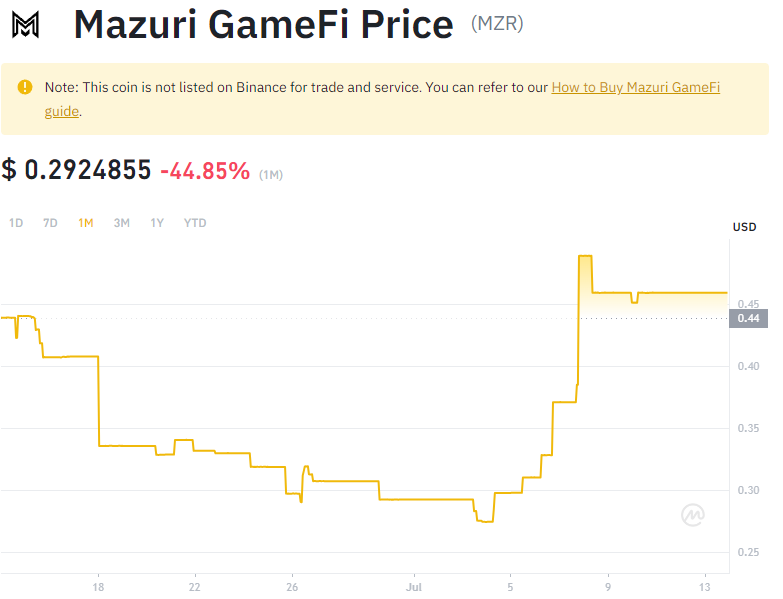 Mazuri GameFi Price (MZR)
Note: This coin is not listed on Binance for trade and service. You can refer to our How to Buy Mazuri GameFi
guide.
$ 0.2924855 -44.85% (1M)
1D 7D 1M 3M 1Y YTD
USD
0.45
0.44
0.40
0.35
0.30
0.25
18 22 26 Jul 5 9 13